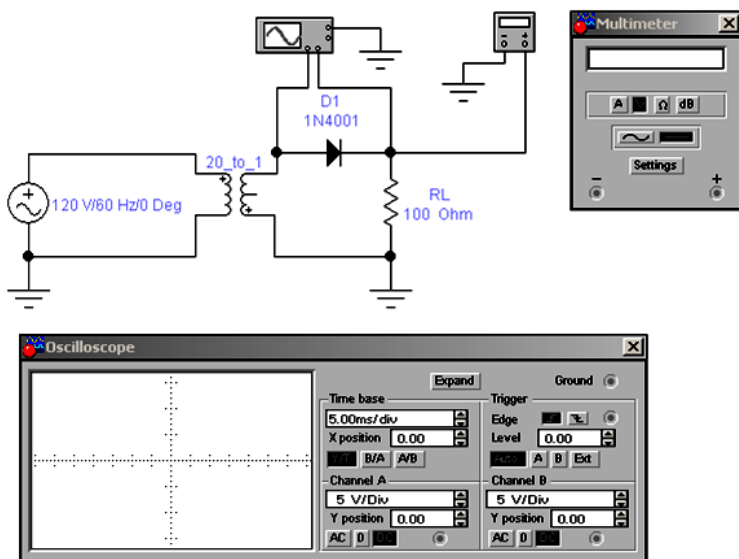 Multimeter
A Ω dB
Settings
− +
D1
1N4001
20_to_1
120 V/60 Hz/0 Deg
RL
100 Ohm
Oscilloscope
Expand Ground
Time base Trigger
5.00ms/div Edge
X position 0.00 Level 0.00
Y/T B/A A/B Auto A B Ext
Channel A Channel B
5 V/Div 5 V/Div
Y position 0.00 Y position 0.00
AC 0 DC AC 0 DC